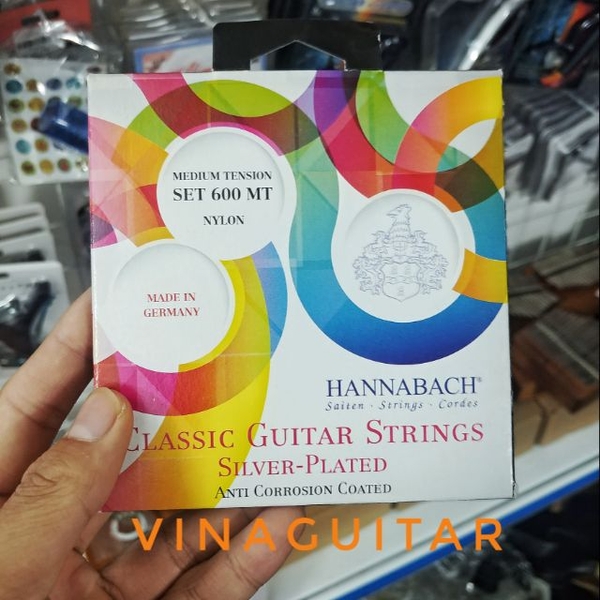 MEDIUM TENSION
SET 600 MT
NYLON
MADE IN
GERMANY
HANNABACH®
Saiten - Strings - Cordes
CLASSIC GUITAR STRINGS
SILVER-PLATED
ANTI CORROSION COATED
VINAGUITAR